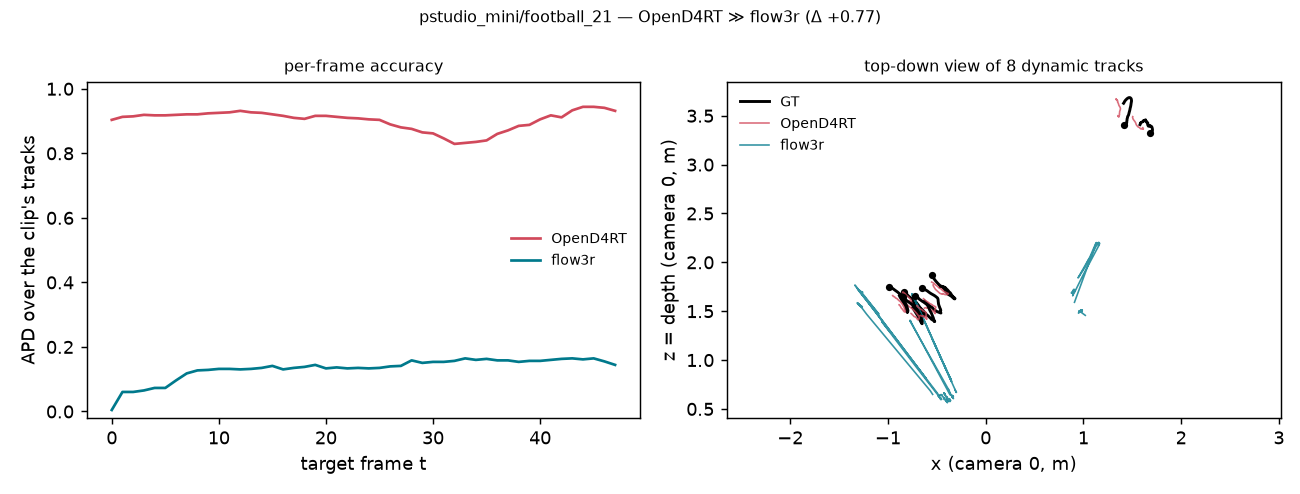 pstudio_mini/football_21 — OpenD4RT ≫ flow3r (Δ +0.77)
per-frame accuracy
APD over the clip's tracks
1.0
0.8
0.6
0.4
0.2
0.0
OpenD4RT
flow3r
0 10 20 30 40
target frame t
top-down view of 8 dynamic tracks
z = depth (camera 0, m)
3.5
3.0
2.5
2.0
1.5
1.0
0.5
GT
OpenD4RT
flow3r
−2 −1 0 1 2 3
x (camera 0, m)